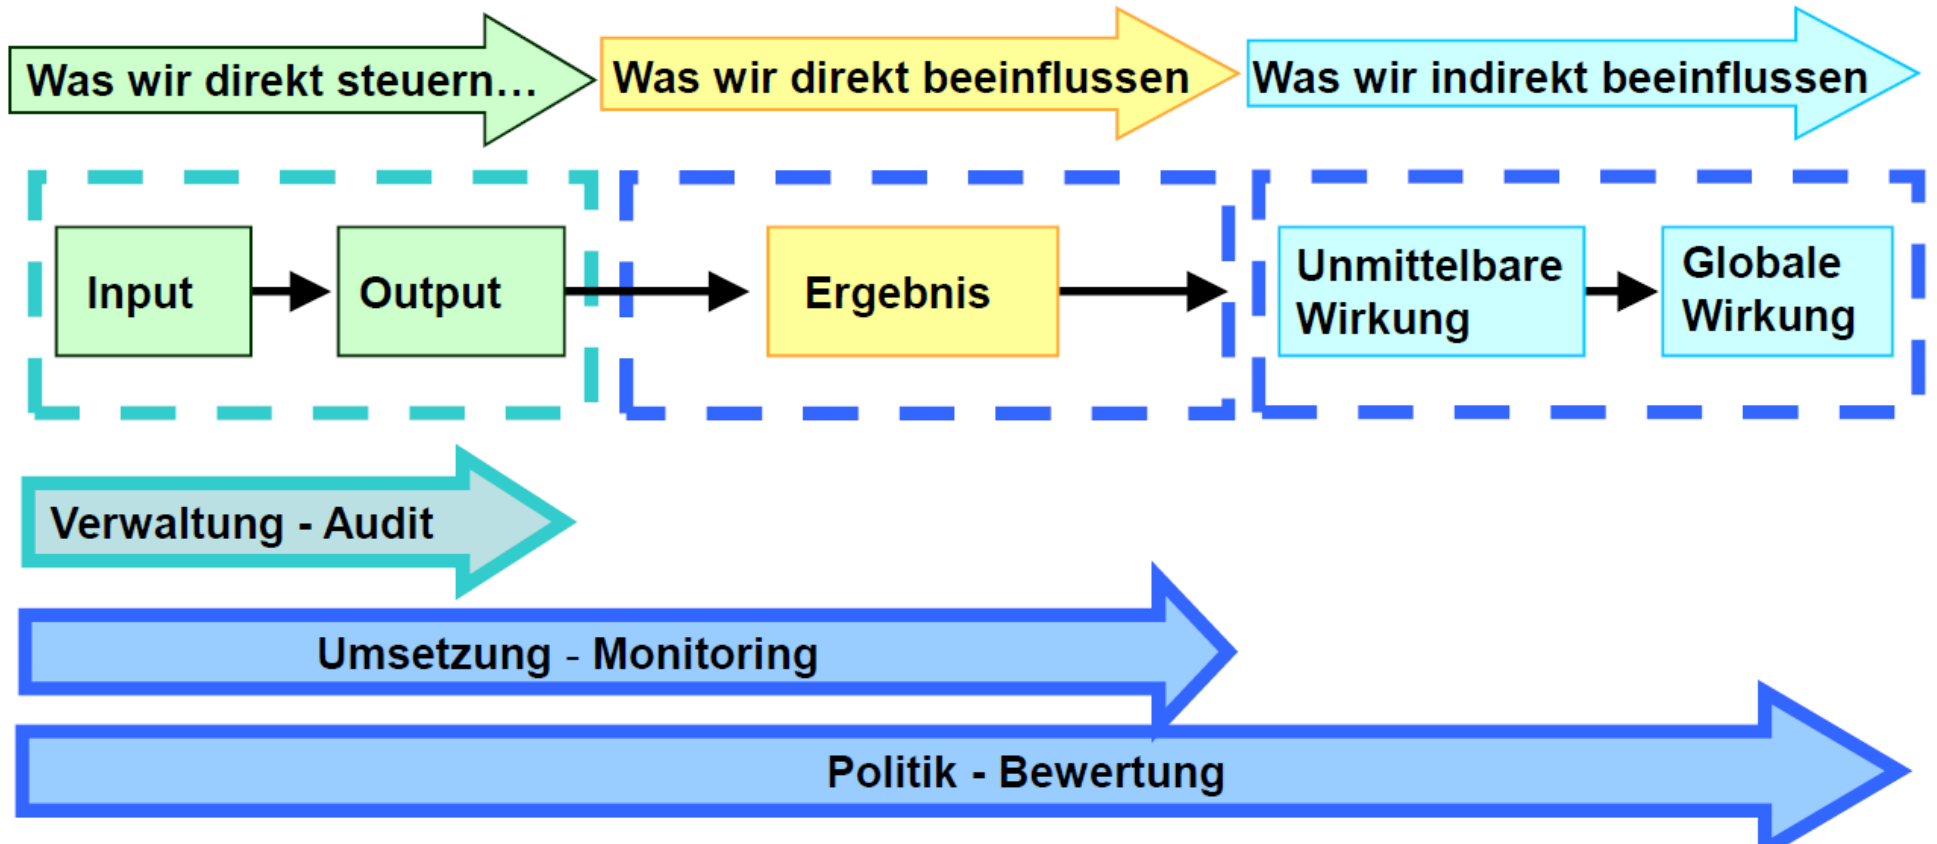 Was wir direkt steuern…
Was wir direkt beeinflussen
Was wir indirekt beeinflussen
Input
Output
Ergebnis
Unmittelbare
Wirkung
Globale
Wirkung
Verwaltung - Audit
Umsetzung - Monitoring
Politik - Bewertung